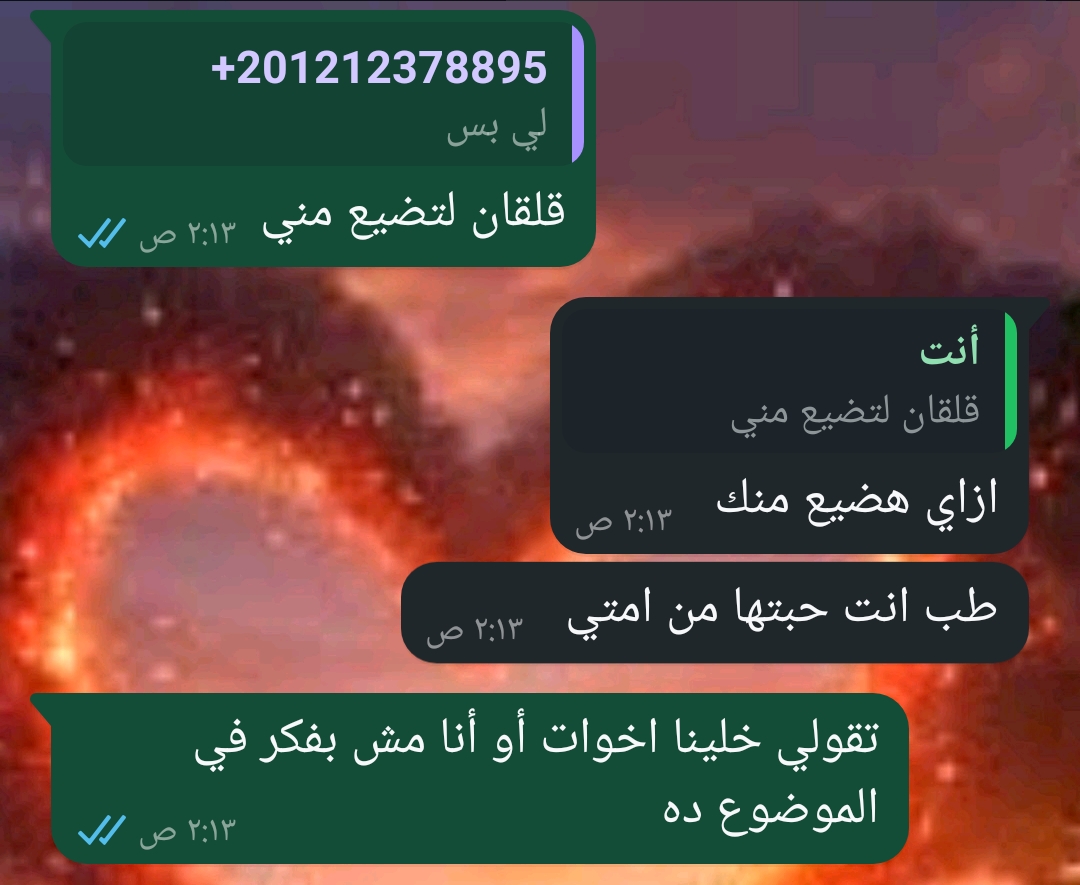 +201212378895
لي بس
قلقان لتضيع مني
٢:١٣ ص
أنت
قلقان لتضيع مني
ازاي هضيع منك
٢:١٣ ص
طب انت حبتها من امتي
٢:١٣ ص
تقولي خلينا اخوات أو أنا مش بفكر في
الموضوع ده
٢:١٣ ص